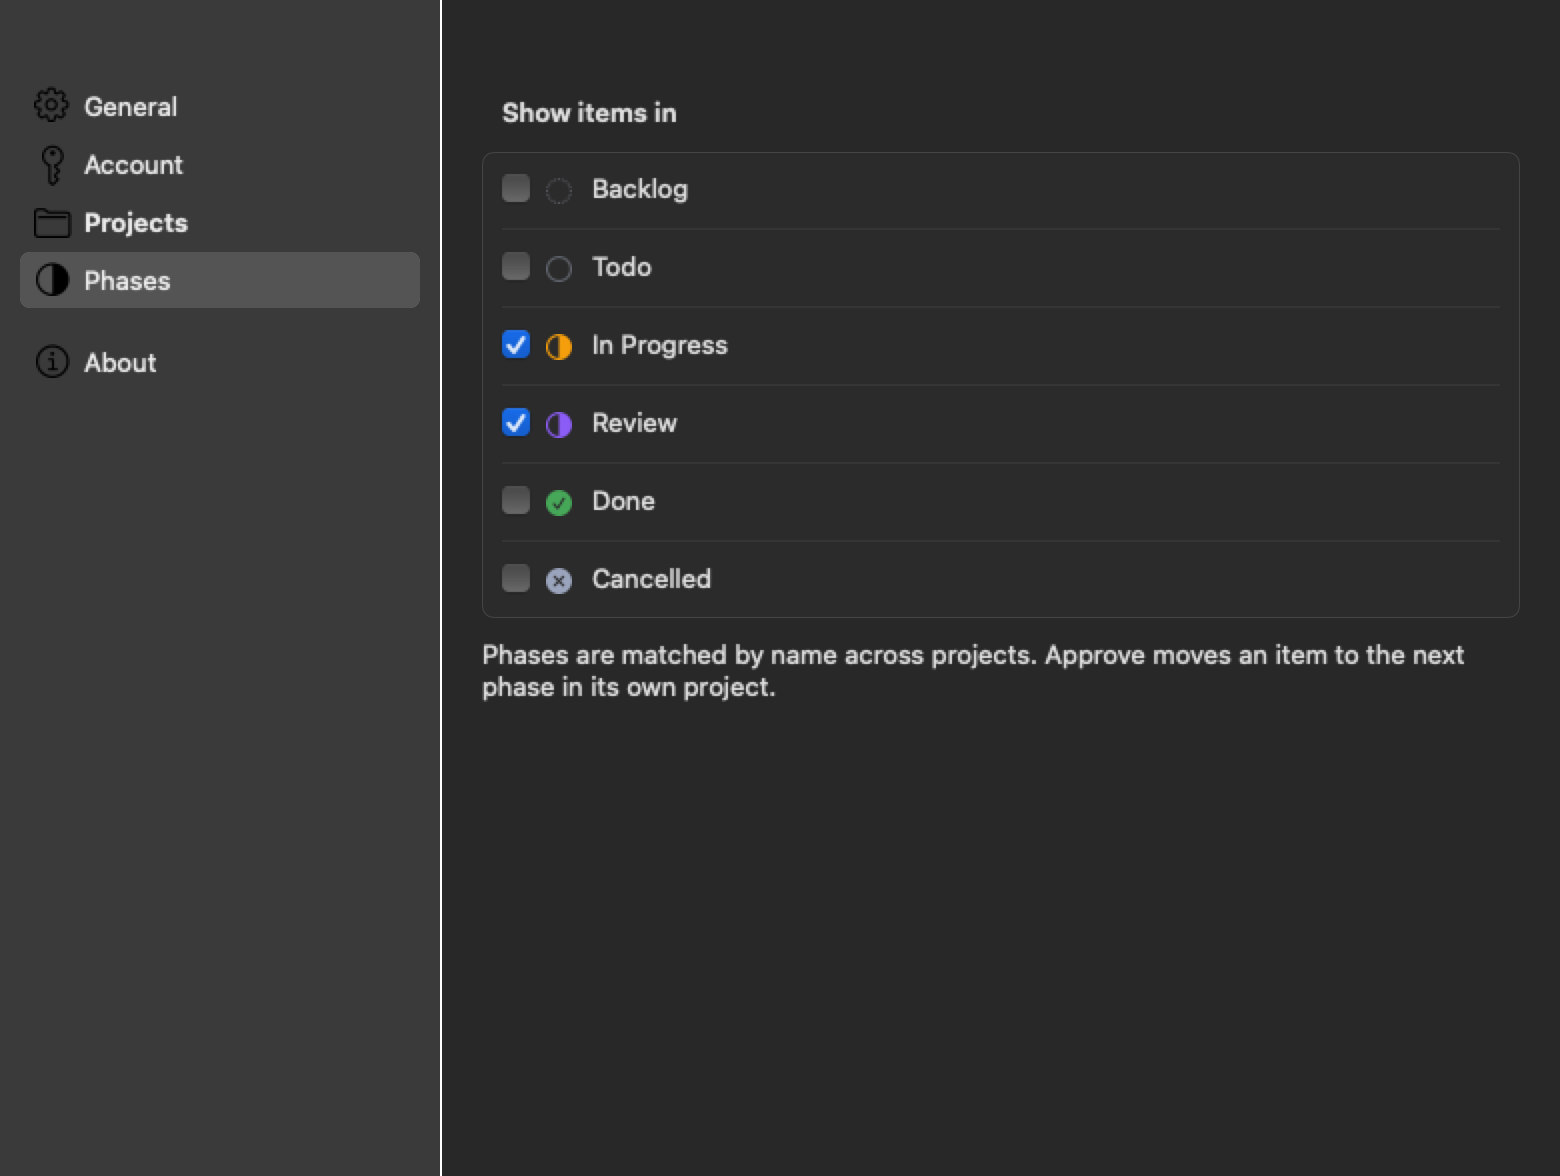 General
Account
Projects
Phases
About
Show items in
Backlog
Todo
In Progress
Review
Done
Cancelled
Phases are matched by name across projects. Approve moves an item to the next
phase in its own project.